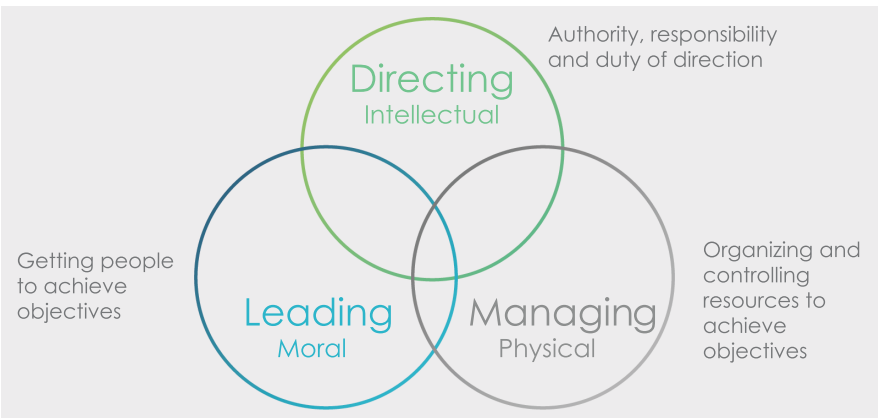 Authority, responsibility
and duty of direction
Directing
Intellectual
Getting people
to achieve
objectives
Leading
Moral
Managing
Physical
Organizing and
controlling
resources to
achieve
objectives